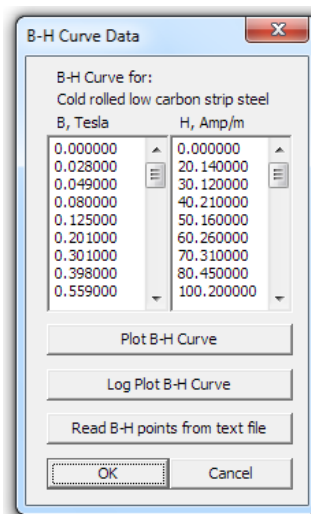 B-H Curve Data
B-H Curve for:
Cold rolled low carbon strip steel
B, Tesla H, Amp/m
0.000000 0.000000
0.028000 20.140000
0.049000 30.120000
0.080000 40.210000
0.125000 50.160000
0.201000 60.260000
0.301000 70.310000
0.398000 80.450000
0.559000 100.200000
Plot B-H Curve
Log Plot B-H Curve
Read B-H points from text file
OK Cancel